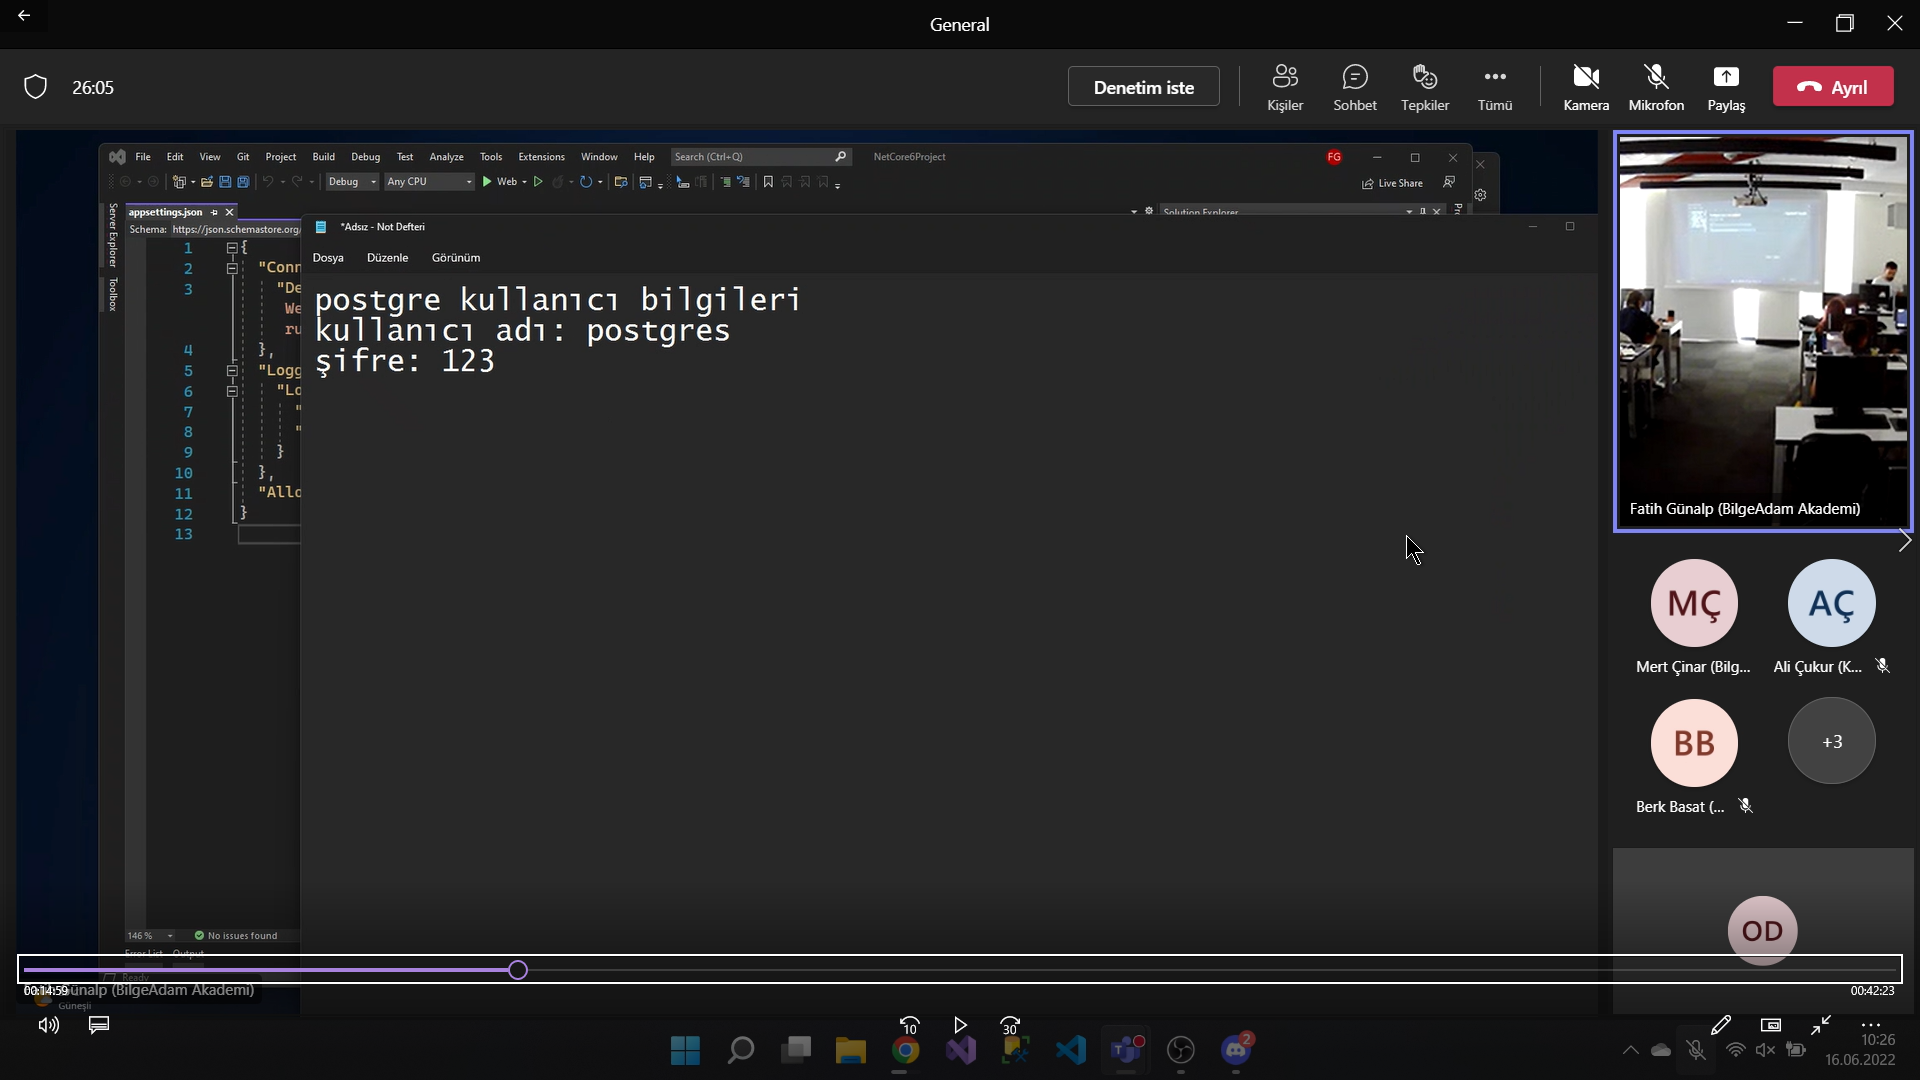 General
26:05
Denetim iste
Kişiler
Sohbet
Tepkiler
Tümü
Kamera
Mikrofon
Paylaş
Ayrıl
File Edit View Git Project Build Debug Test Analyze Tools Extensions Window Help Search (Ctrl+Q) NetCore6Project FG
Debug Any CPU Web Live Share
Server Explorer
Toolbox
appsettings.json
Solution Explorer
Schema: https://json.schemastore.org/
*Adsız - Not Defteri
Dosya Düzenle Görünüm
1 {
2 "Conn
3 "De
We
ru
4 },
5 "Logg
6 "Lo
7 "
8 "
9 }
10 },
11 "Allo
12 }
13
postgre kullanıcı bilgileri
kullanıcı adı: postgres
şifre: 123
Fatih Günalp (BilgeAdam Akademi)
MÇ
AÇ
Mert Çinar (Bilg...
Ali Çukur (K...
BB
+3
Berk Basat (...
OD
146 % No issues found
Error List Output
Ready
00:14:59
Günalp (BilgeAdam Akademi)
00:42:23
Güneşli
10
30
2
10:26
16.06.2022